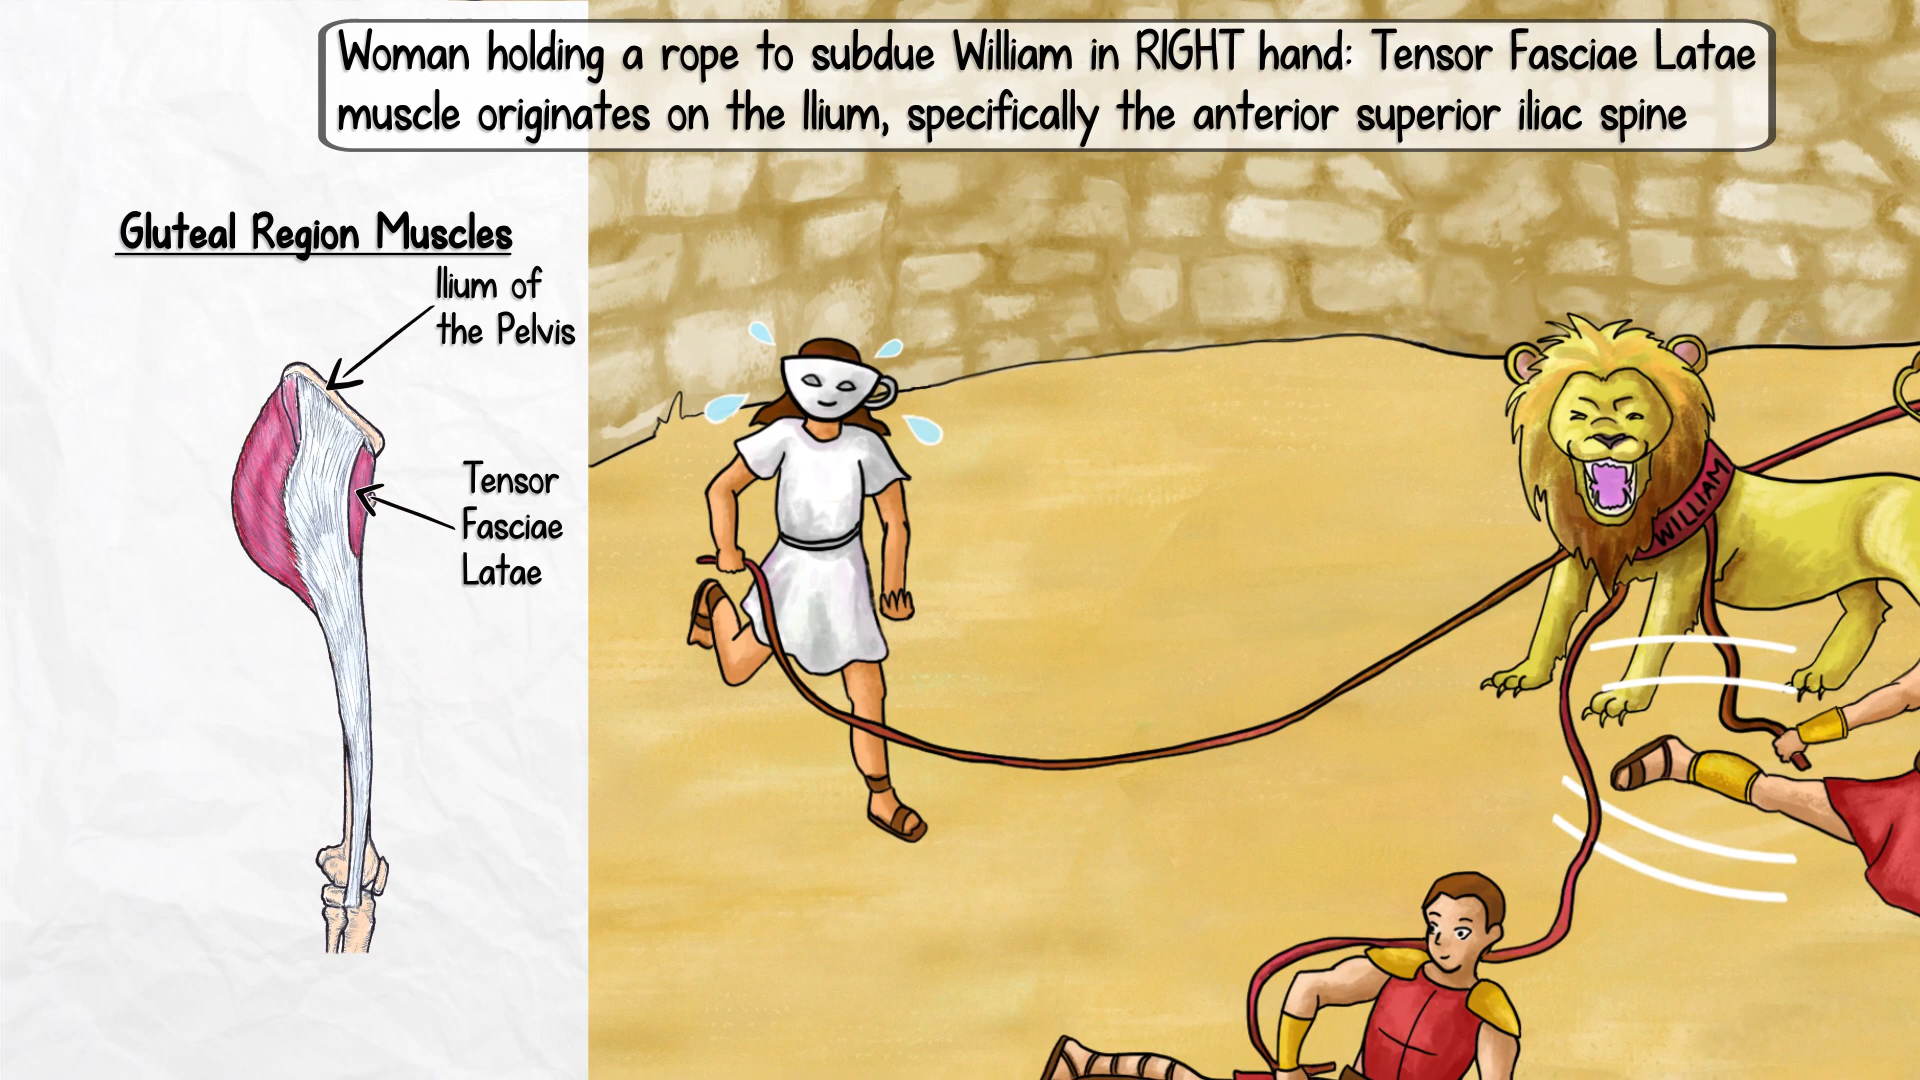 Woman holding a rope to subdue William in RIGHT hand: Tensor Fasciae Latae
muscle originates on the Ilium, specifically the anterior superior iliac spine
Gluteal Region Muscles
Ilium of
the Pelvis
Tensor
Fasciae
Latae
WILLIAM